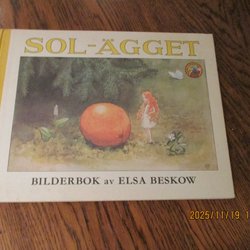 SOL-ÄGGET
BILDERBOK av ELSA BESKOW
2025/11/19